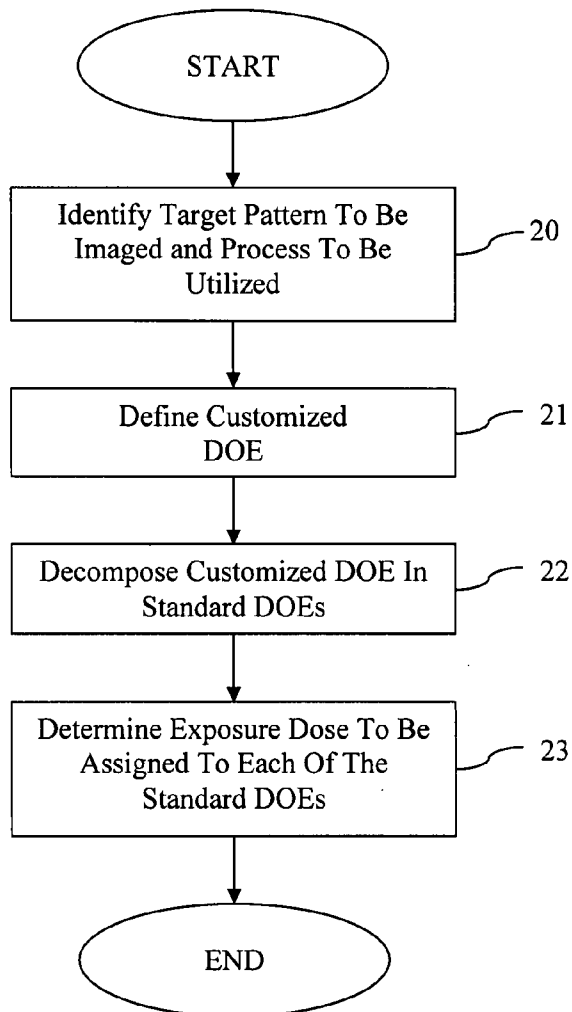 START
Identify Target Pattern To Be
Imaged and Process To Be
Utilized
20
Define Customized
DOE
21
Decompose Customized DOE In
Standard DOEs
22
Determine Exposure Dose To Be
Assigned To Each Of The
Standard DOEs
23
END